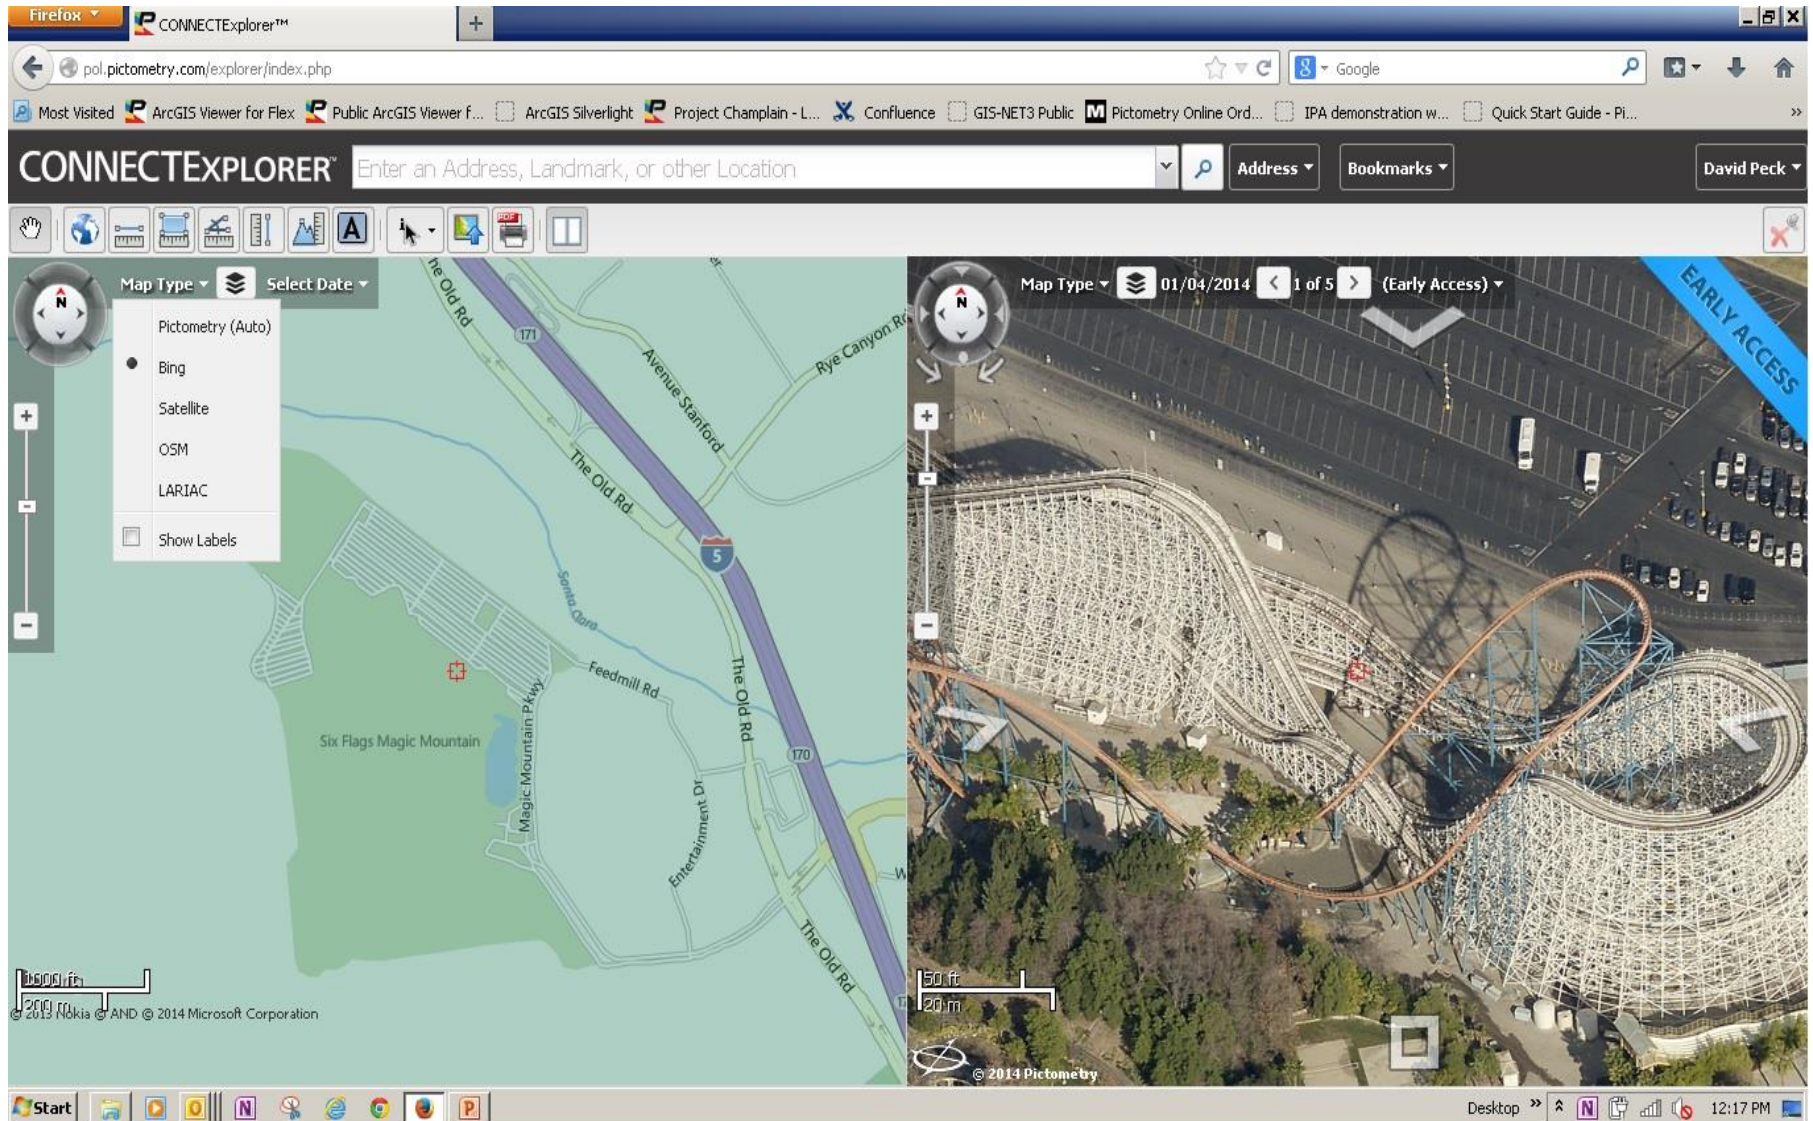 Firefox
CONNECTExplorer™
pol.pictometry.com/explorer/index.php
Google
Most Visited ArcGIS Viewer for Flex Public ArcGIS Viewer f... ArcGIS Silverlight Project Champlain - L... Confluence GIS-NET3 Public Pictometry Online Ord... IPA demonstration w... Quick Start Guide - Pi...
CONNECTEXPLORER™ Enter an Address, Landmark, or other Location Address Bookmarks David Peck
A PDF
N Map Type Select Date
Pictometry (Auto)
Bing
Satellite
OSM
LARIAC
Show Labels
The Old Rd
171
Avenue Stanford
Rye Canyon Rd
The Old Rd
5
Santa Clara
Feedmill Rd
The Old Rd
Six Flags Magic Mountain
Magic Mountain Pkwy
170
Entertainment Dr
The Old Rd
200 m
© 2013 Nokia © AND © 2014 Microsoft Corporation
N Map Type 01/04/2014 1 of 5 (Early Access)
EARLY ACCESS
50 ft
20 m
© 2014 Pictometry
Start Desktop 12:17 PM